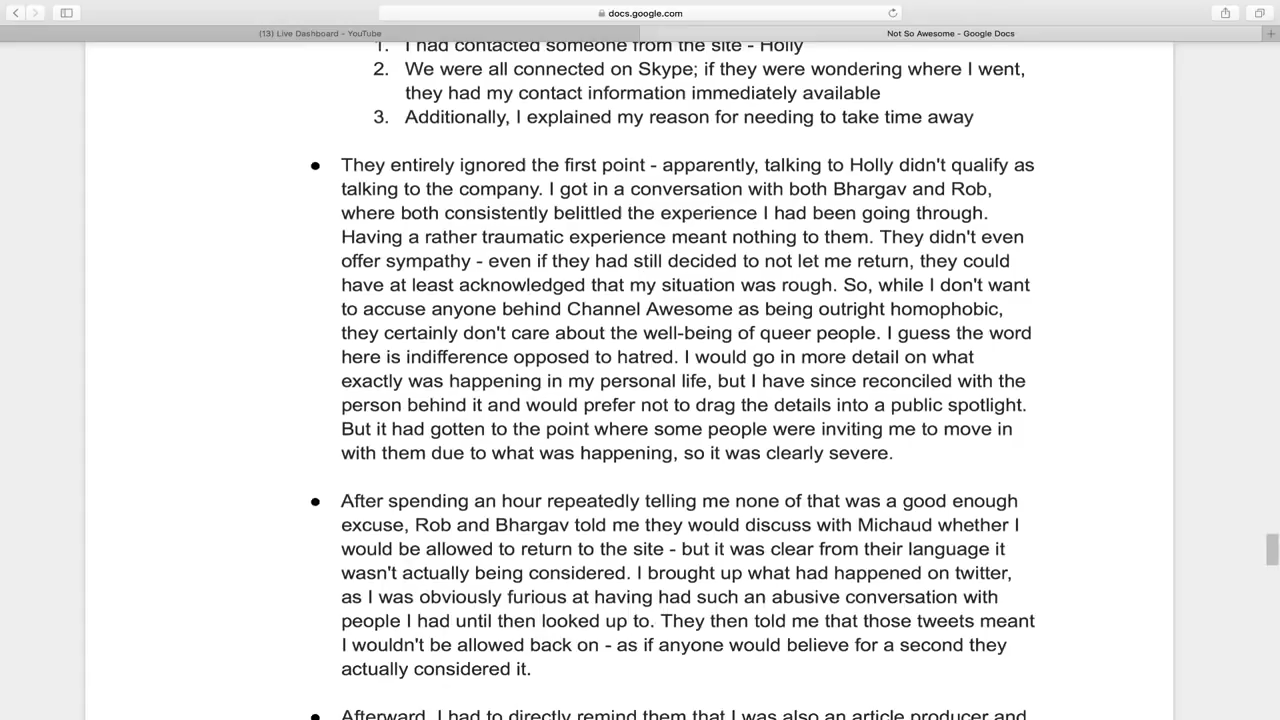 docs.google.com
(13) Live Dashboard - YouTube
Not So Awesome - Google Docs
1. I had contacted someone from the site - Holly
2. We were all connected on Skype; if they were wondering where I went,
they had my contact information immediately available
3. Additionally, I explained my reason for needing to take time away
● They entirely ignored the first point - apparently, talking to Holly didn't qualify as
talking to the company. I got in a conversation with both Bhargav and Rob,
where both consistently belittled the experience I had been going through.
Having a rather traumatic experience meant nothing to them. They didn't even
offer sympathy - even if they had still decided to not let me return, they could
have at least acknowledged that my situation was rough. So, while I don't want
to accuse anyone behind Channel Awesome as being outright homophobic,
they certainly don't care about the well-being of queer people. I guess the word
here is indifference opposed to hatred. I would go in more detail on what
exactly was happening in my personal life, but I have since reconciled with the
person behind it and would prefer not to drag the details into a public spotlight.
But it had gotten to the point where some people were inviting me to move in
with them due to what was happening, so it was clearly severe.
● After spending an hour repeatedly telling me none of that was a good enough
excuse, Rob and Bhargav told me they would discuss with Michaud whether I
would be allowed to return to the site - but it was clear from their language it
wasn't actually being considered. I brought up what had happened on twitter,
as I was obviously furious at having had such an abusive conversation with
people I had until then looked up to. They then told me that those tweets meant
I wouldn't be allowed back on - as if anyone would believe for a second they
actually considered it.
● Afterward, I had to directly remind them that I was also an article producer and